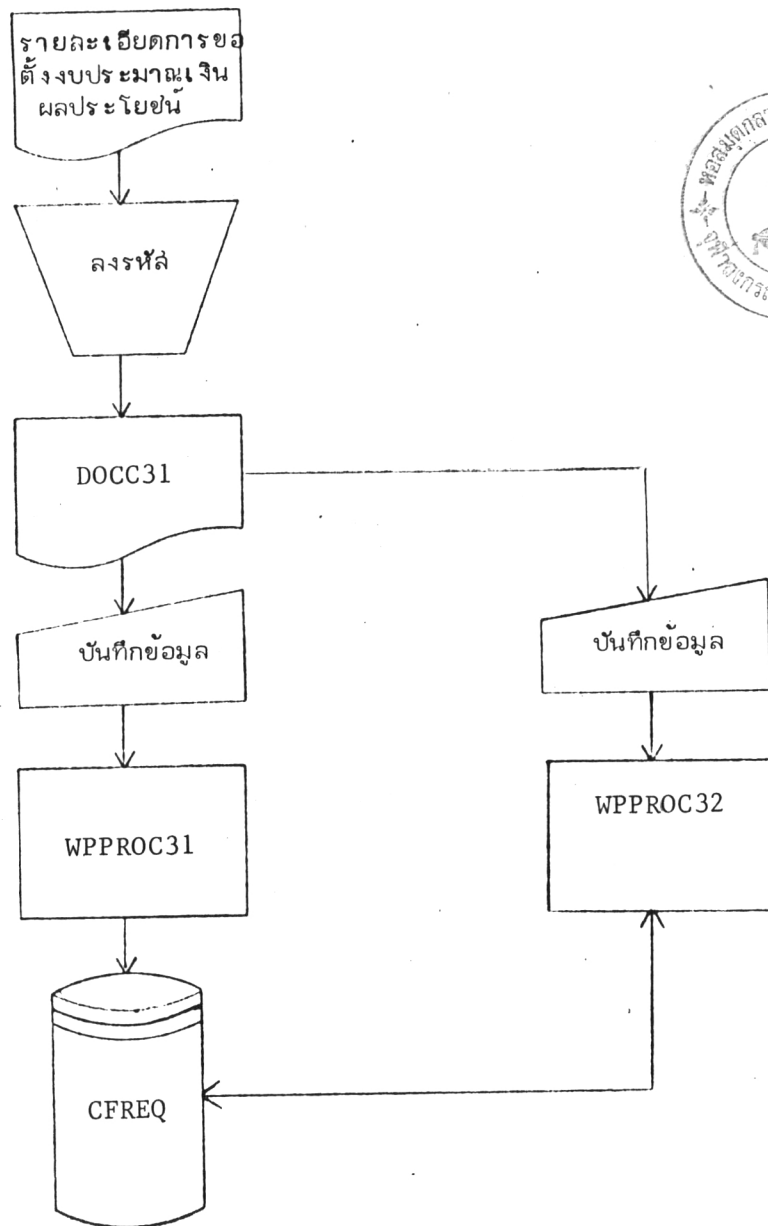 รายละเอียดการขอ
ตั้งงบประมาณเงิน
ผลประโยชน์
ลงรหัส
DOCC31
บันทึกข้อมูล
บันทึกข้อมูล
WPPROC31
WPPROC32
CFREQ